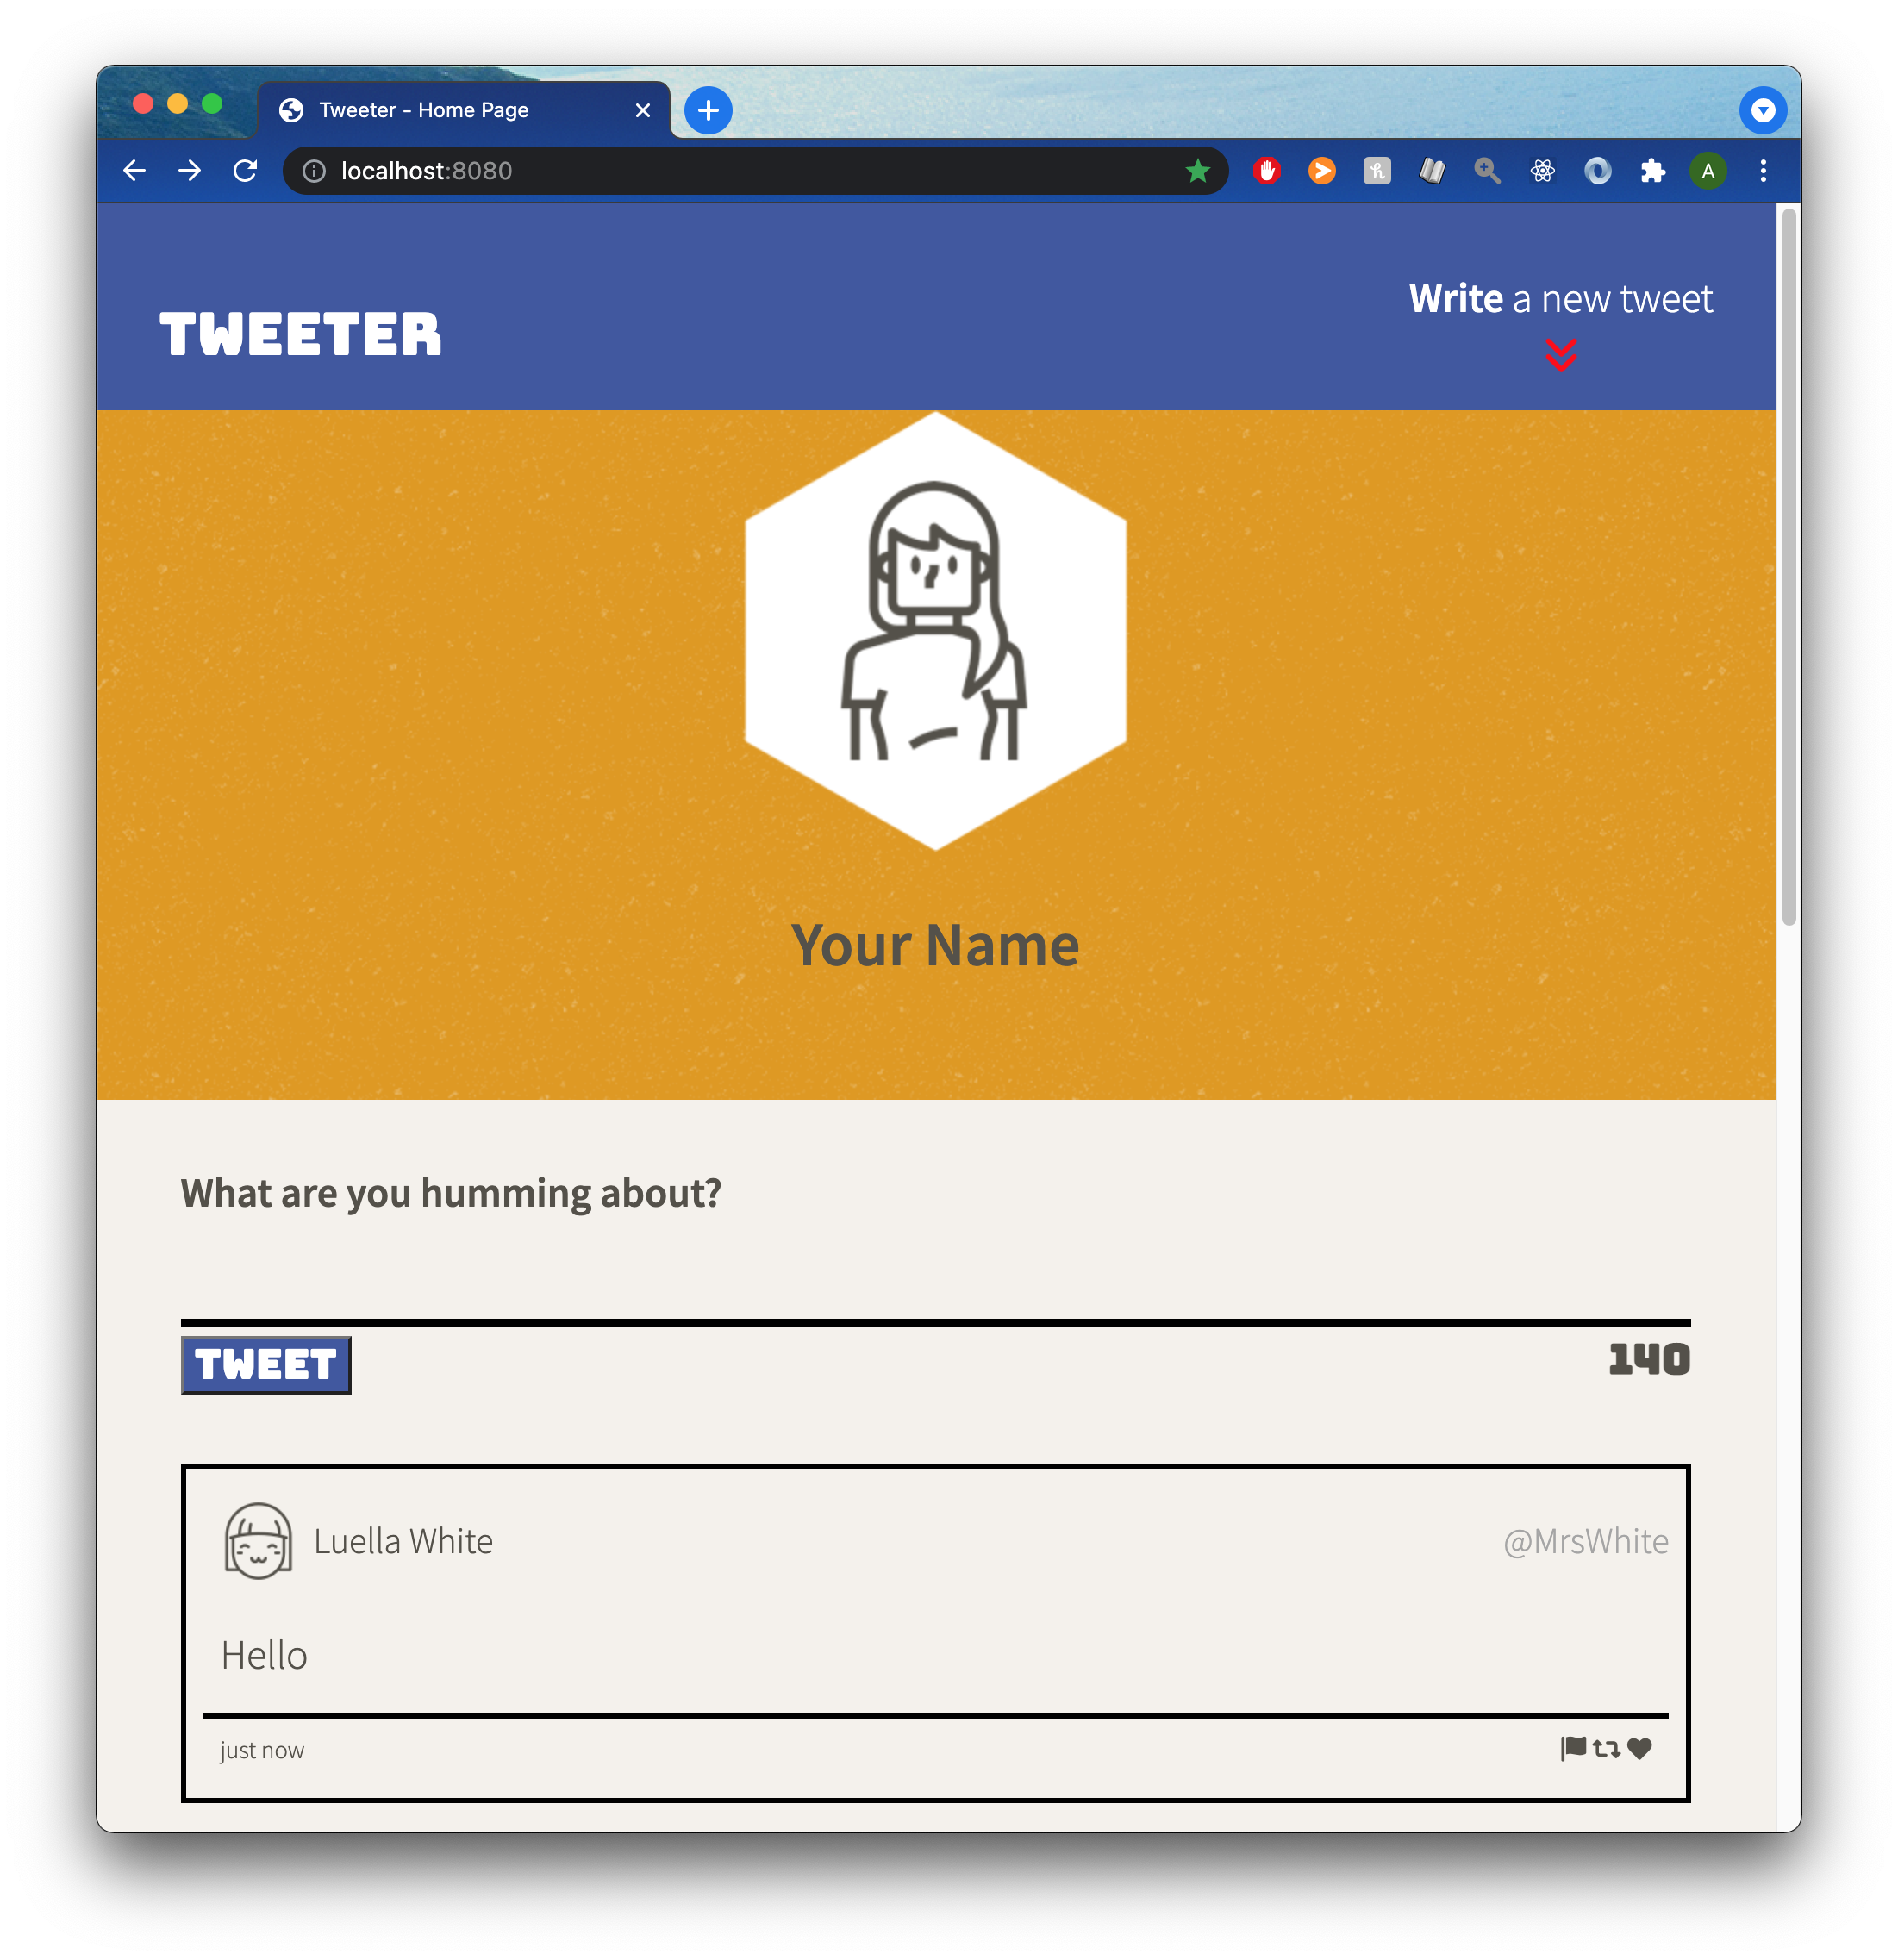 Tweeter - Home Page
localhost:8080
A
TWEETER
Write a new tweet
Your Name
What are you humming about?
TWEET
140
Luella White
@MrsWhite
Hello
just now